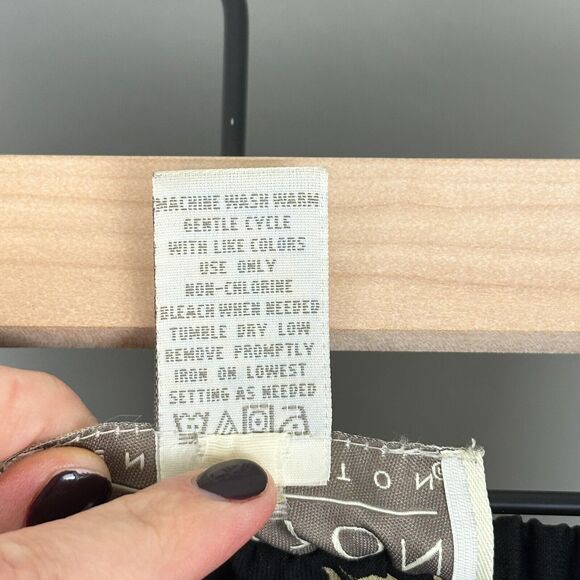 MACHINE WASH WARM
GENTLE CYCLE
WITH LIKE COLORS
USE ONLY
NON-CHLORINE
BLEACH WHEN NEEDED
TUMBLE DRY LOW
REMOVE PROMPTLY
IRON ON LOWEST
SETTING AS NEEDED